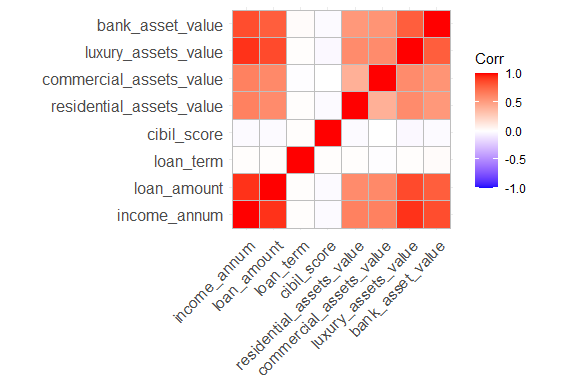 bank_asset_value
luxury_assets_value
commercial_assets_value
residential_assets_value
cibil_score
loan_term
loan_amount
income_annum
income_annum
loan_amount
loan_term
cibil_score
residential_assets_value
commercial_assets_value
luxury_assets_value
bank_asset_value
Corr
1.0
0.5
0.0
-0.5
-1.0